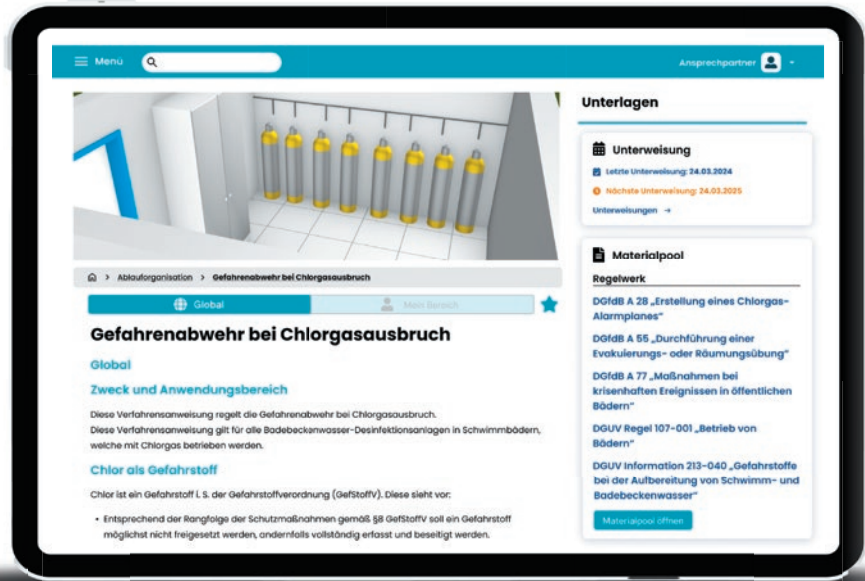 Menü
Ansprechpartner
Ablauforganisation > Gefahrenabwehr bei Chlorgasausbruch
Global
Mein Bereich
Gefahrenabwehr bei Chlorgasausbruch
Global
Zweck und Anwendungsbereich
Diese Verfahrensanweisung regelt die Gefahrenabwehr bei Chlorgasausbruch.
Diese Verfahrensanweisung gilt für alle Badebeckenwasser-Desinfektionsanlagen in Schwimmbädern,
welche mit Chlorgas betrieben werden.
Chlor als Gefahrstoff
Chlor ist ein Gefahrstoff i. S. der Gefahrstoffverordnung (GefStoffV). Diese sieht vor:
• Entsprechend der Rangfolge der Schutzmaßnahmen gemäß §8 GefStoffV soll ein Gefahrstoff
möglichst nicht freigesetzt werden, andernfalls vollständig erfasst und beseitigt werden.
Unterlagen
Unterweisung
Letzte Unterweisung: 24.03.2024
Nächste Unterweisung: 24.03.2025
Unterweisungen →
Materialpool
Regelwerk
DGfdB A 28 „Erstellung eines Chlorgas-
Alarmplanes“
DGfdB A 55 „Durchführung einer
Evakuierungs- oder Räumungsübung“
DGfdB A 77 „Maßnahmen bei
krisenhaften Ereignissen in öffentlichen
Bädern“
DGUV Regel 107-001 „Betrieb von
Bädern“
DGUV Information 213-040 „Gefahrstoffe
bei der Aufbereitung von Schwimm- und
Badebeckenwasser“
Materialpool öffnen